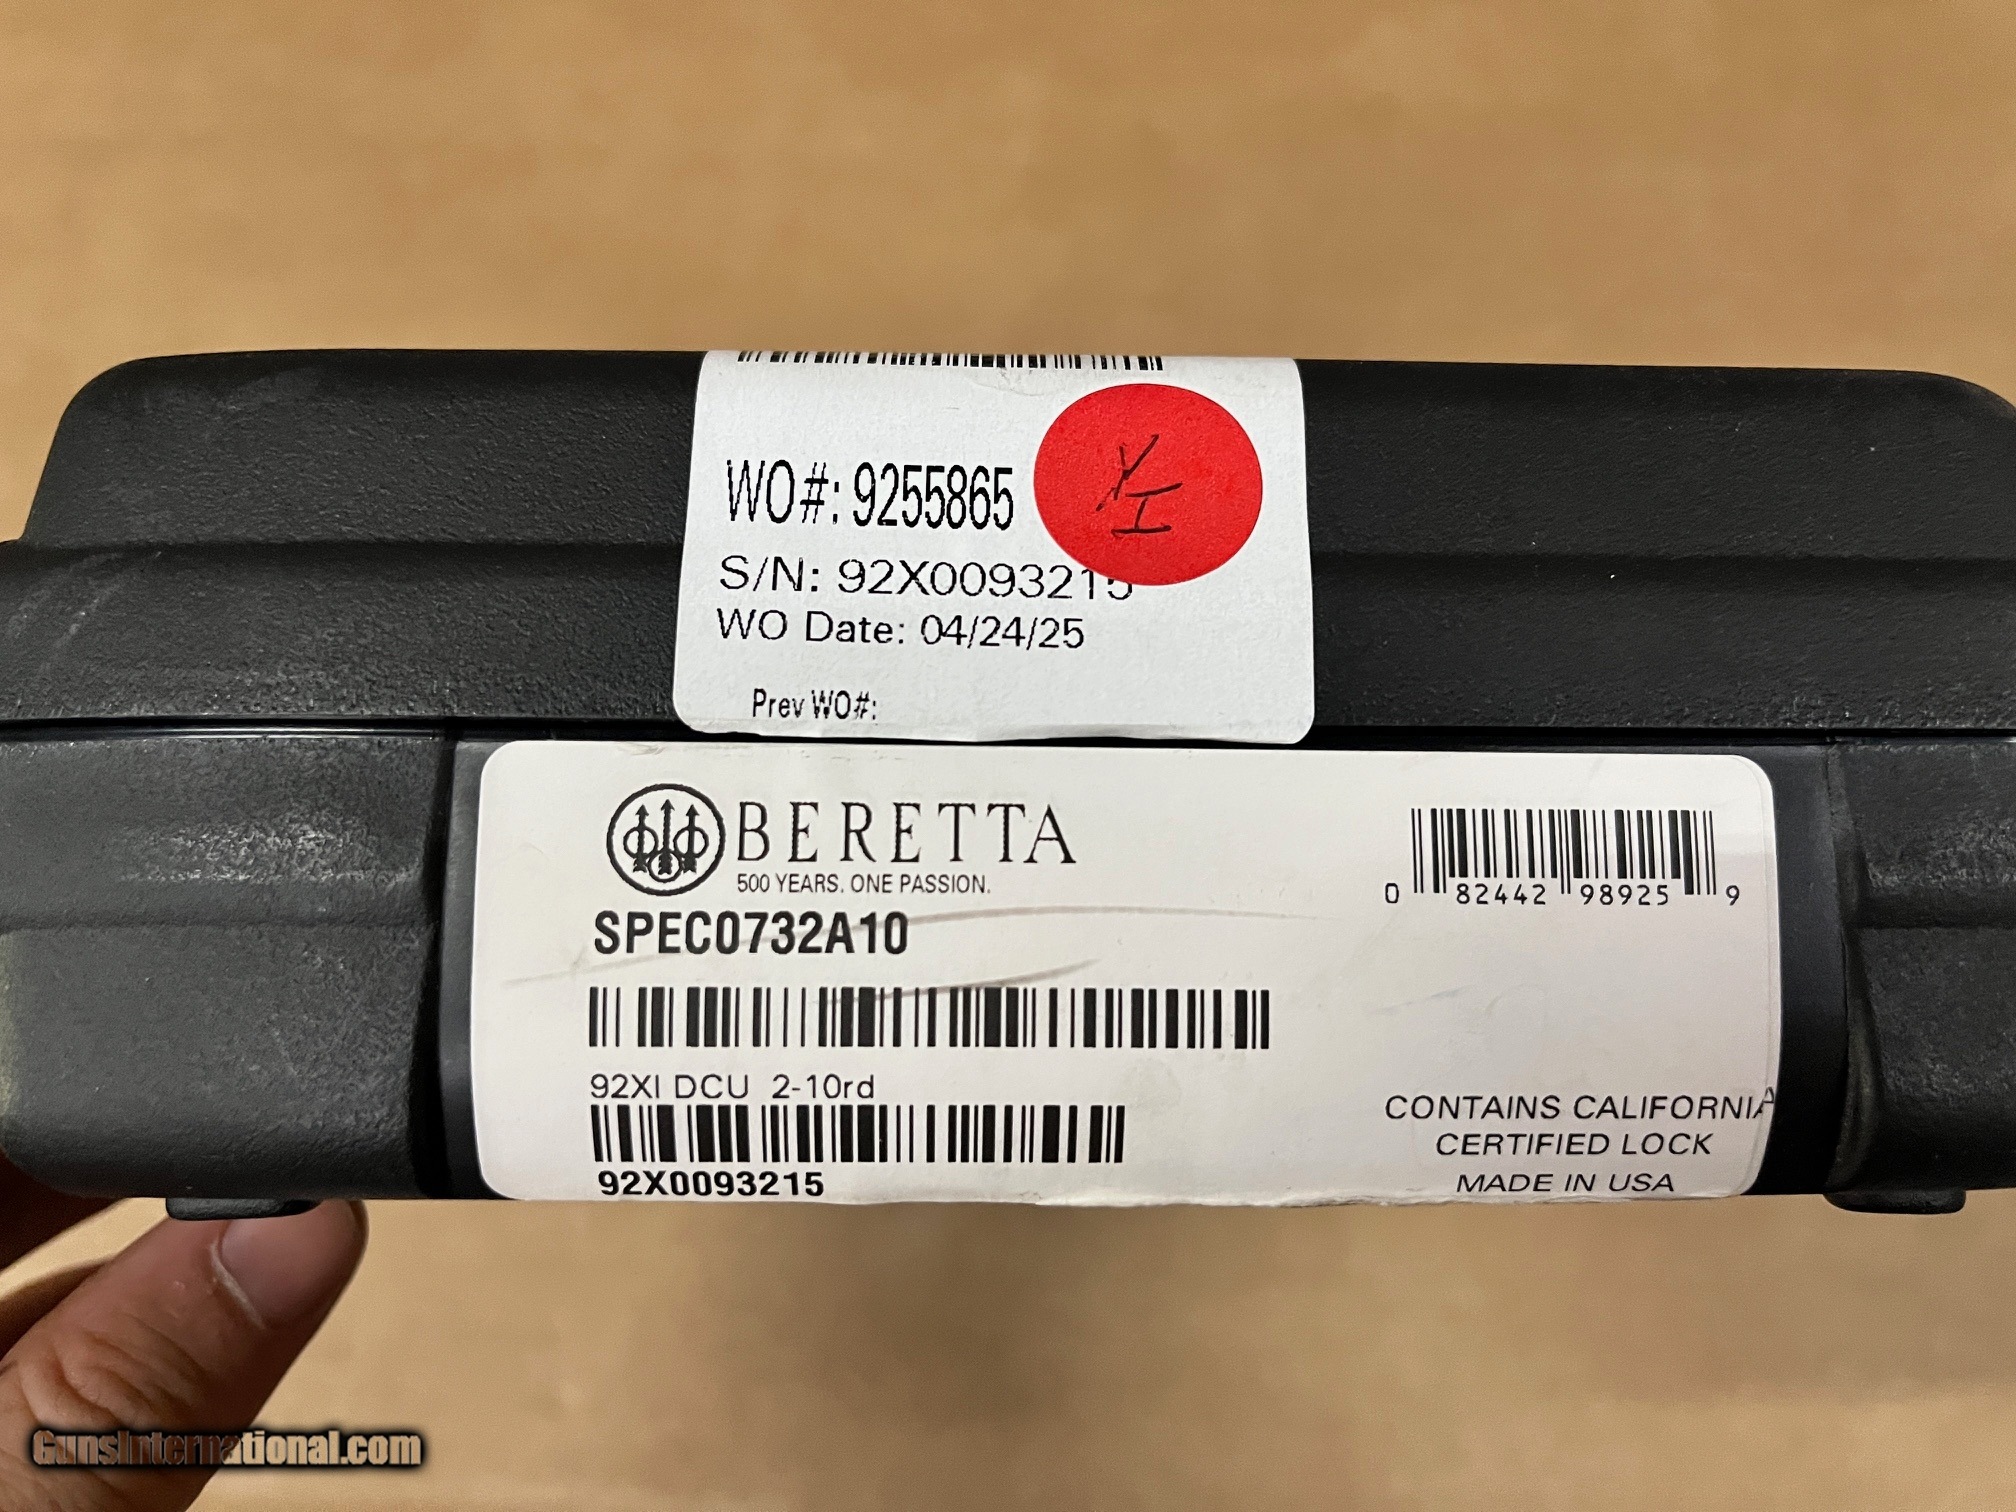 WO#: 9255865
S/N: 92X0093215
WO Date: 04/24/25
Prev WO#:
BERETTA
500 YEARS. ONE PASSION.
0 82442 98925 9
SPEC0732A10
92XI DCU 2-10rd
92X0093215
CONTAINS CALIFORNIA
CERTIFIED LOCK
MADE IN USA
GunsInternational.com